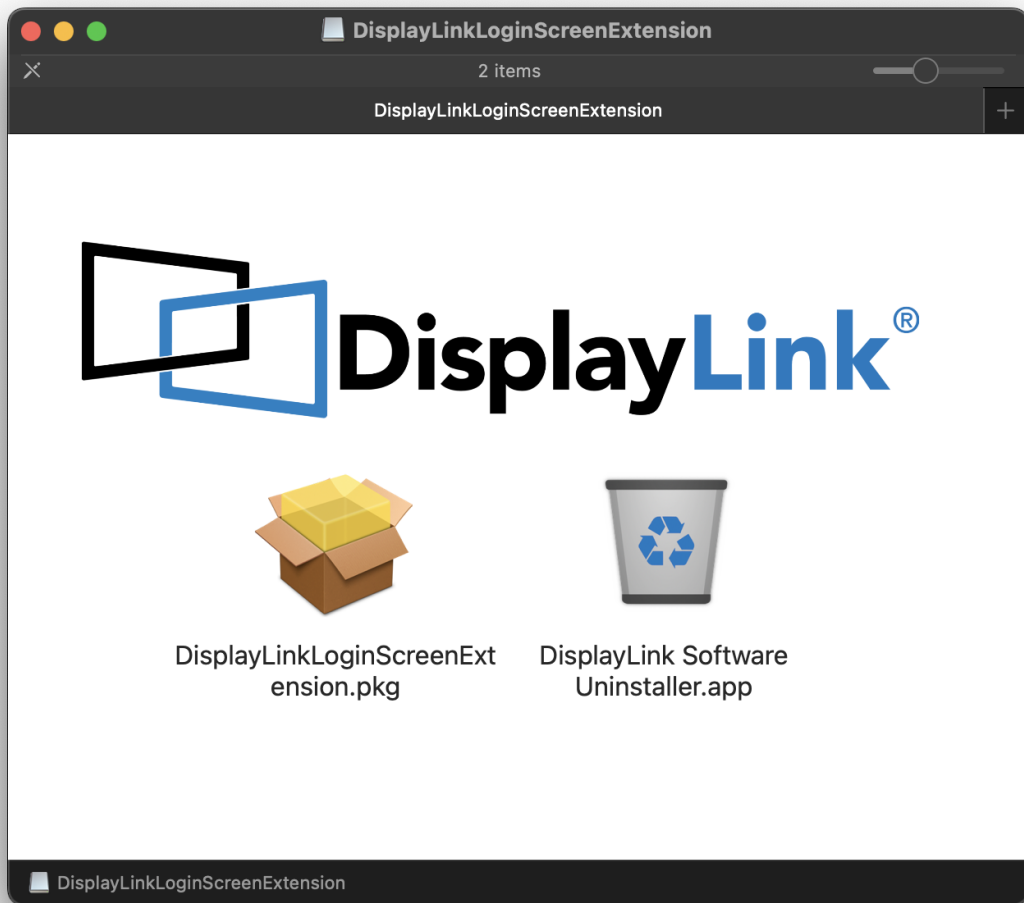 DisplayLinkLoginScreenExtension
2 items
DisplayLinkLoginScreenExtension
DisplayLink®
DisplayLinkLoginScreenExt
ension.pkg
DisplayLink Software
Uninstaller.app
DisplayLinkLoginScreenExtension